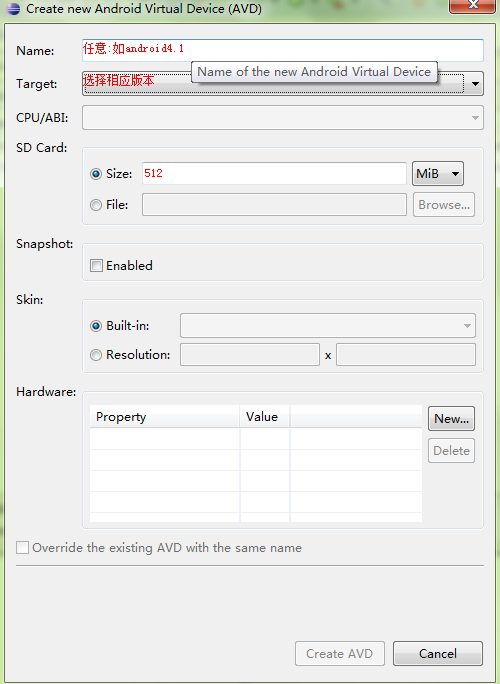 Create new Android Virtual Device (AVD)
Name: 任意:如android4.1
Name of the new Android Virtual Device
Target: 选择相应版本
CPU/ABI:
SD Card:
Size: 512 MiB
File: Browse...
Snapshot:
Enabled
Skin:
Built-in:
Resolution: x
Hardware:
Property Value New...
Delete
Override the existing AVD with the same name
Create AVD Cancel